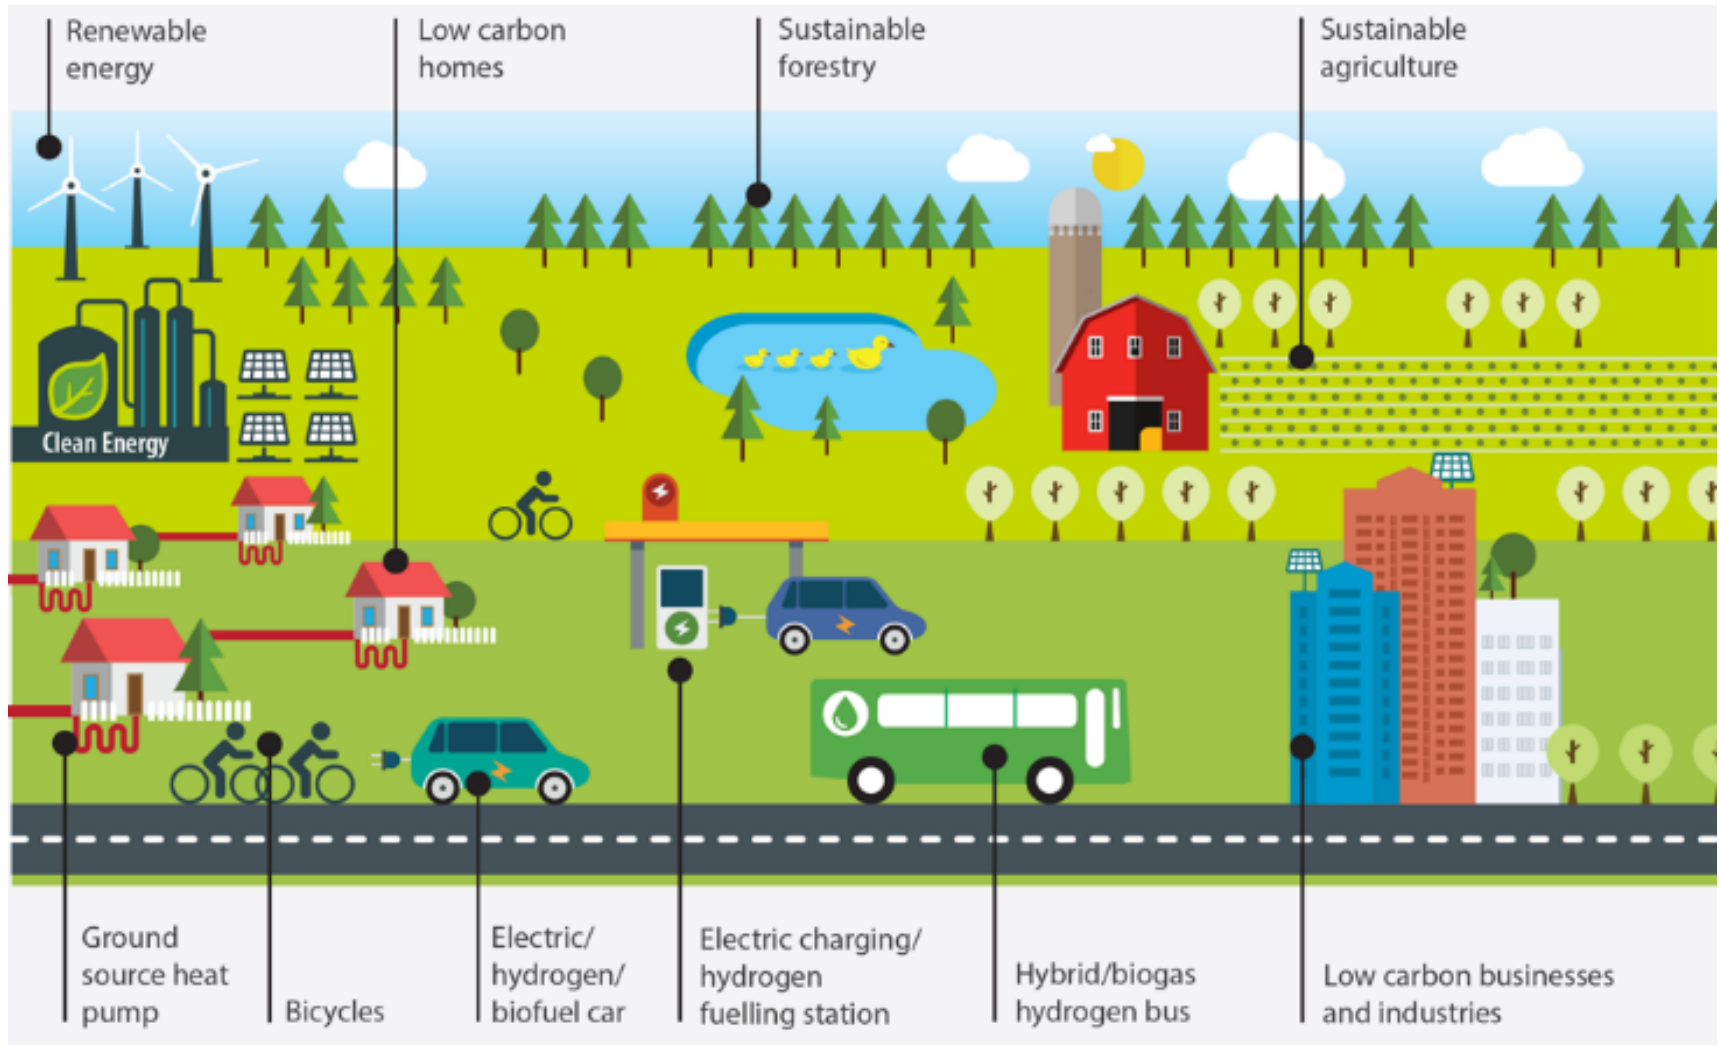 Renewable
energy
Low carbon
homes
Sustainable
forestry
Sustainable
agriculture
Clean Energy
Ground
source heat
pump
Bicycles
Electric/
hydrogen/
biofuel car
Electric charging/
hydrogen
fuelling station
Hybrid/biogas
hydrogen bus
Low carbon businesses
and industries